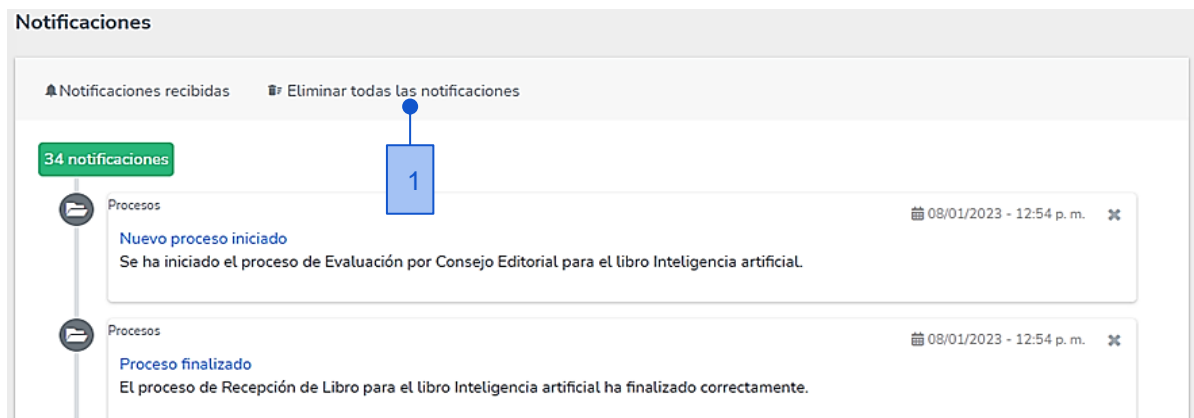 Notificaciones
Notificaciones recibidas Eliminar todas las notificaciones
34 notificaciones
1
Procesos 08/01/2023 - 12:54 p. m.
Nuevo proceso iniciado
Se ha iniciado el proceso de Evaluación por Consejo Editorial para el libro Inteligencia artificial.
Procesos 08/01/2023 - 12:54 p. m.
Proceso finalizado
El proceso de Recepción de Libro para el libro Inteligencia artificial ha finalizado correctamente.